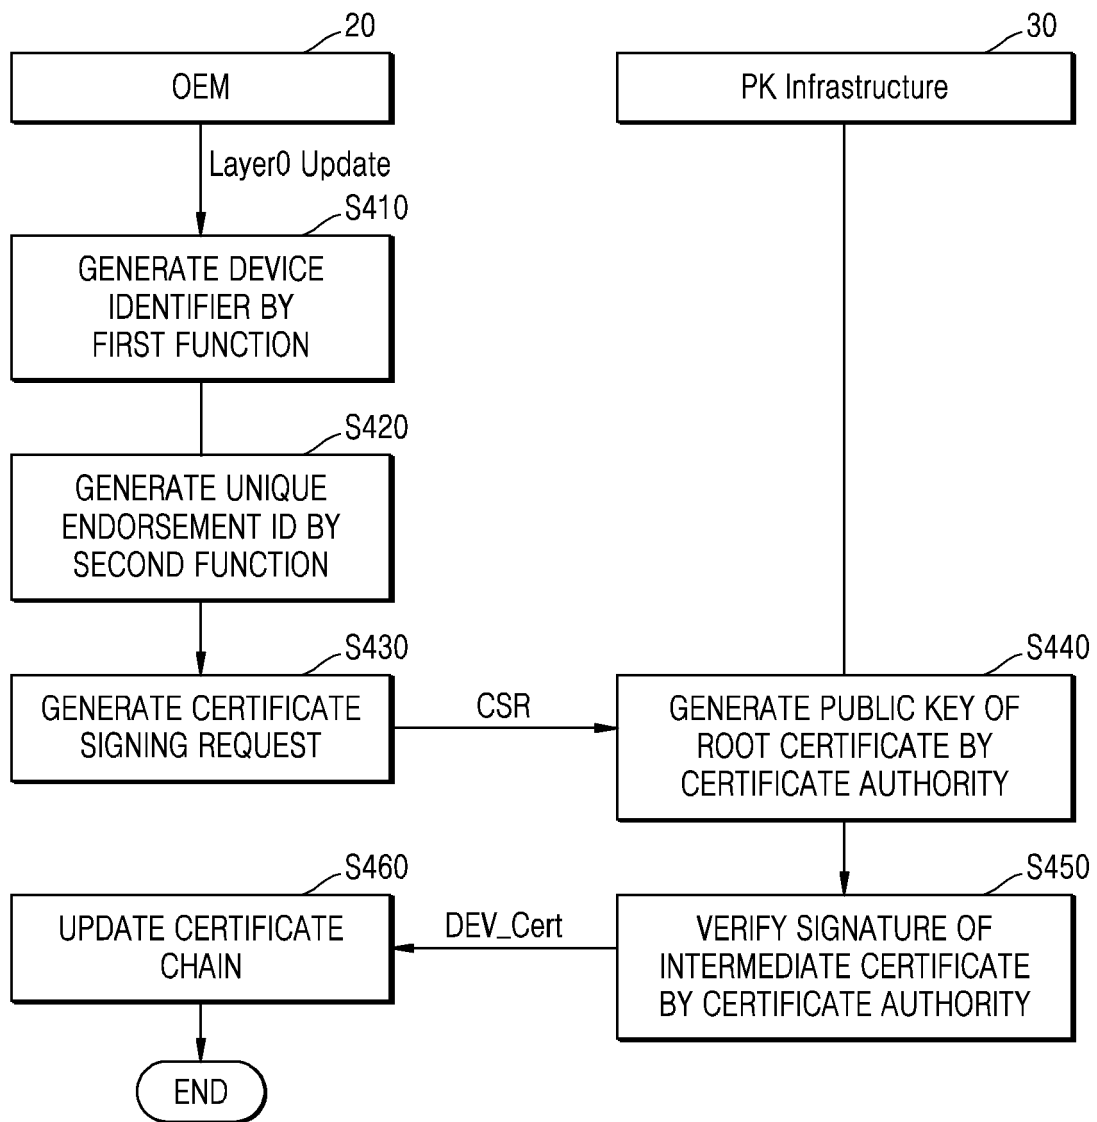 20
OEM
30
PK Infrastructure
Layer0 Update
S410
GENERATE DEVICE
IDENTIFIER BY
FIRST FUNCTION
S420
GENERATE UNIQUE
ENDORSEMENT ID BY
SECOND FUNCTION
S430
GENERATE CERTIFICATE
SIGNING REQUEST
CSR
S440
GENERATE PUBLIC KEY OF
ROOT CERTIFICATE BY
CERTIFICATE AUTHORITY
S450
VERIFY SIGNATURE OF
INTERMEDIATE CERTIFICATE
BY CERTIFICATE AUTHORITY
DEV_Cert
S460
UPDATE CERTIFICATE
CHAIN
END